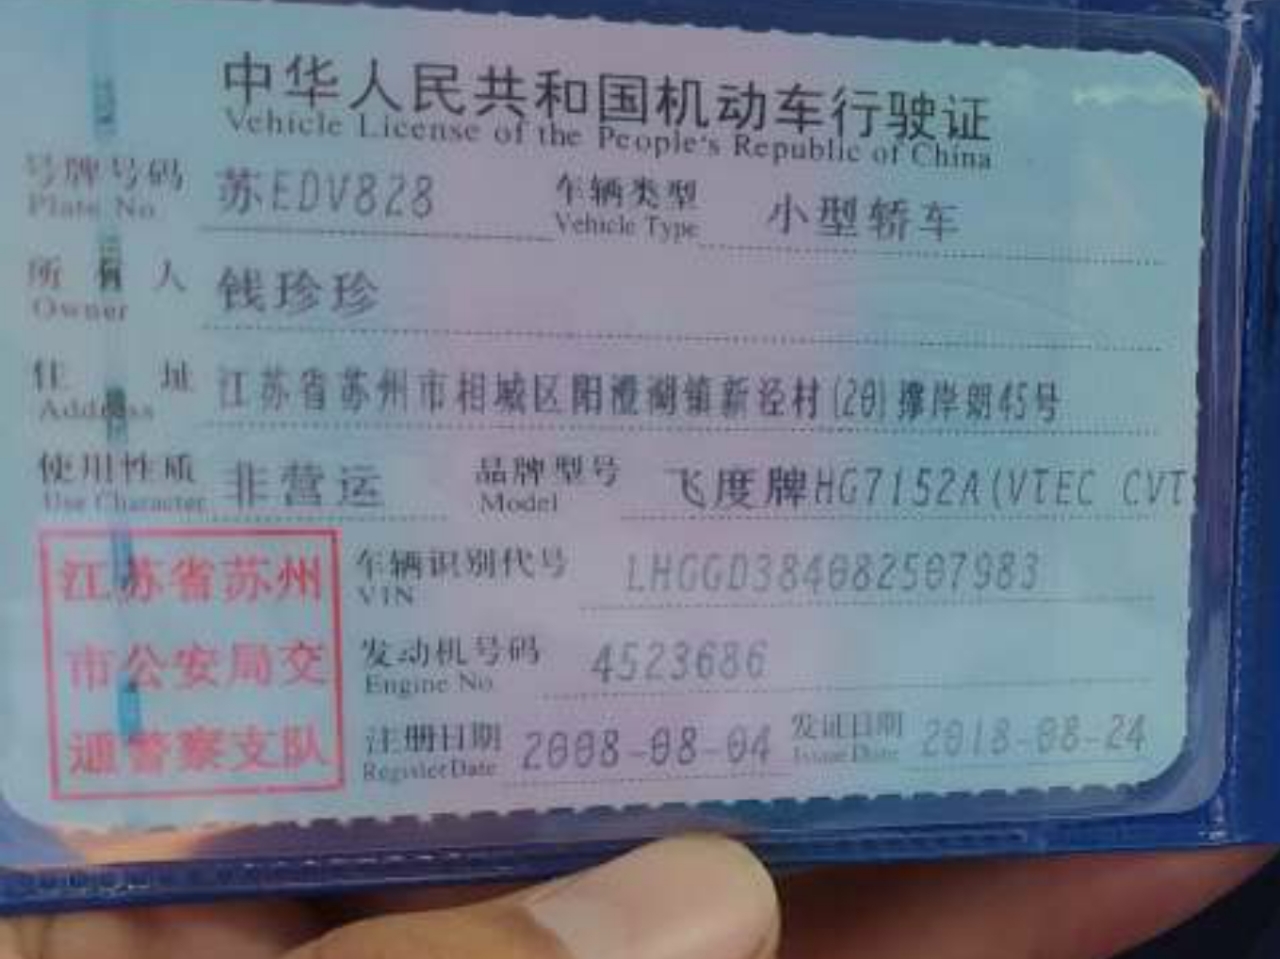 中华人民共和国机动车行驶证
Vehicle License of the People's Republic of China
号牌号码 苏EDV828 车辆类型 小型轿车
Plate No. Vehicle Type
所有人 钱珍珍
Owner
住址 江苏省苏州市相城区阳澄湖镇新泾村(20)撑岸朗45号
Address
使用性质 非营运 品牌型号 飞度牌HG7152A(VTEC CVT
Use Character Model
江苏省苏州
市公安局交
通警察支队
车辆识别代号 LHGGD384082507983
VIN
发动机号码 4523686
Engine No.
注册日期 2008-08-04 发证日期 2018-08-24
Register Date Issue Date